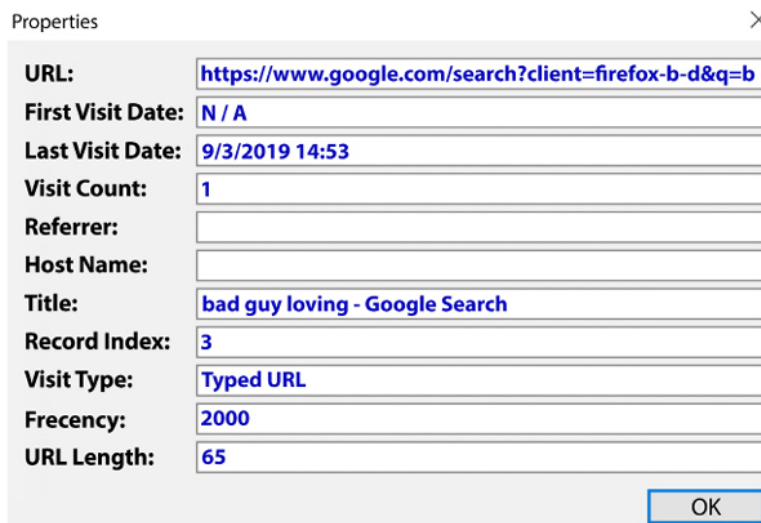 Properties
URL: https://www.google.com/search?client=firefox-b-d&q=b
First Visit Date: N / A
Last Visit Date: 9/3/2019 14:53
Visit Count: 1
Referrer:
Host Name:
Title: bad guy loving - Google Search
Record Index: 3
Visit Type: Typed URL
Frecency: 2000
URL Length: 65
OK